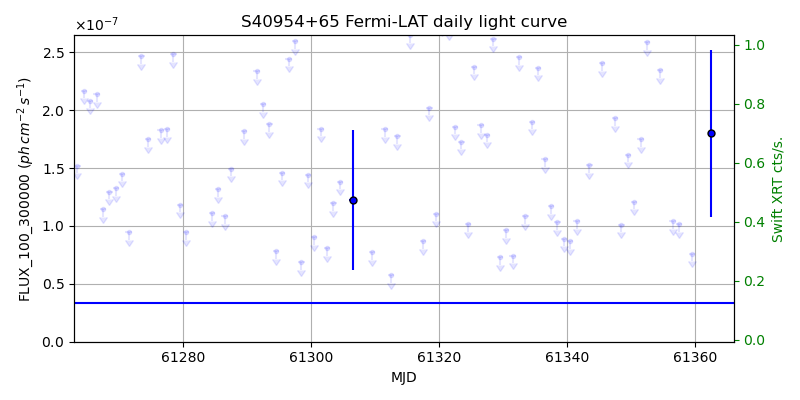 S40954+65 Fermi-LAT daily light curve
×10⁻⁷
FLUX_100_300000 (ph cm⁻² s⁻¹)
2.5
2.0
1.5
1.0
0.5
0.0
61280 61300 61320 61340 61360
MJD
1.0
0.8
0.6
0.4
0.2
0.0
Swift XRT cts/s.